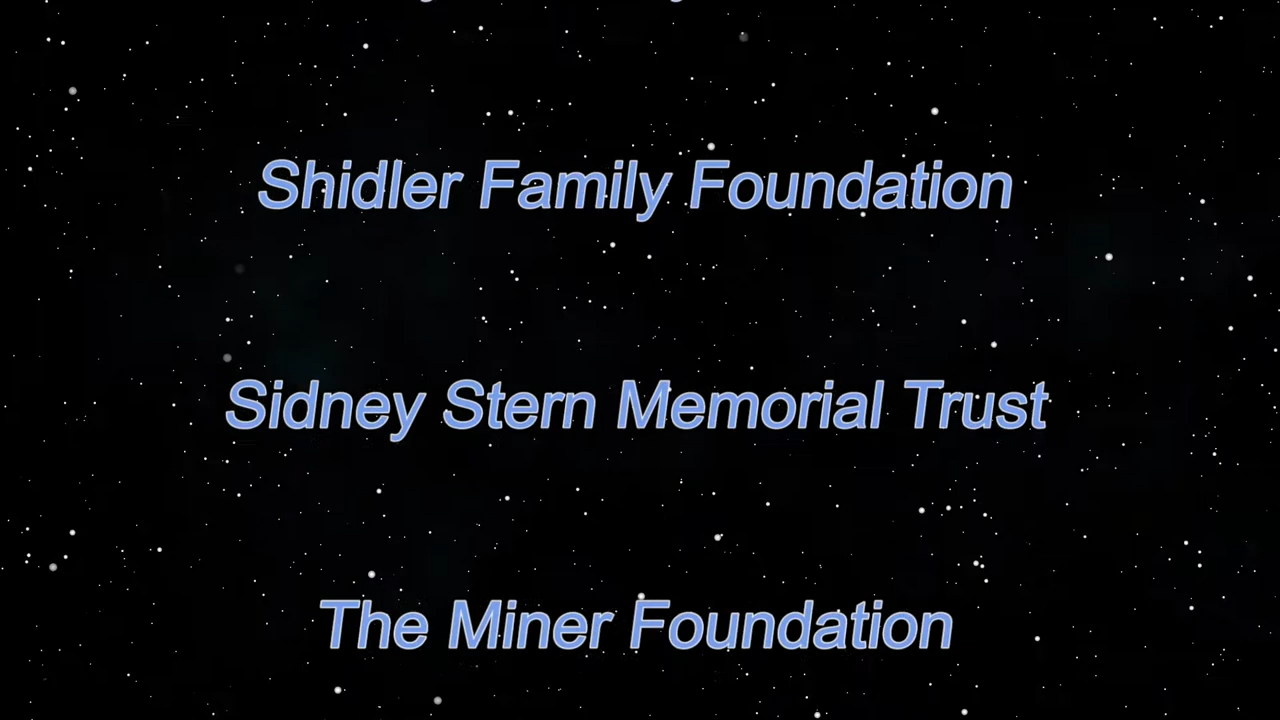 Shidler Family Foundation
Sidney Stern Memorial Trust
The Miner Foundation